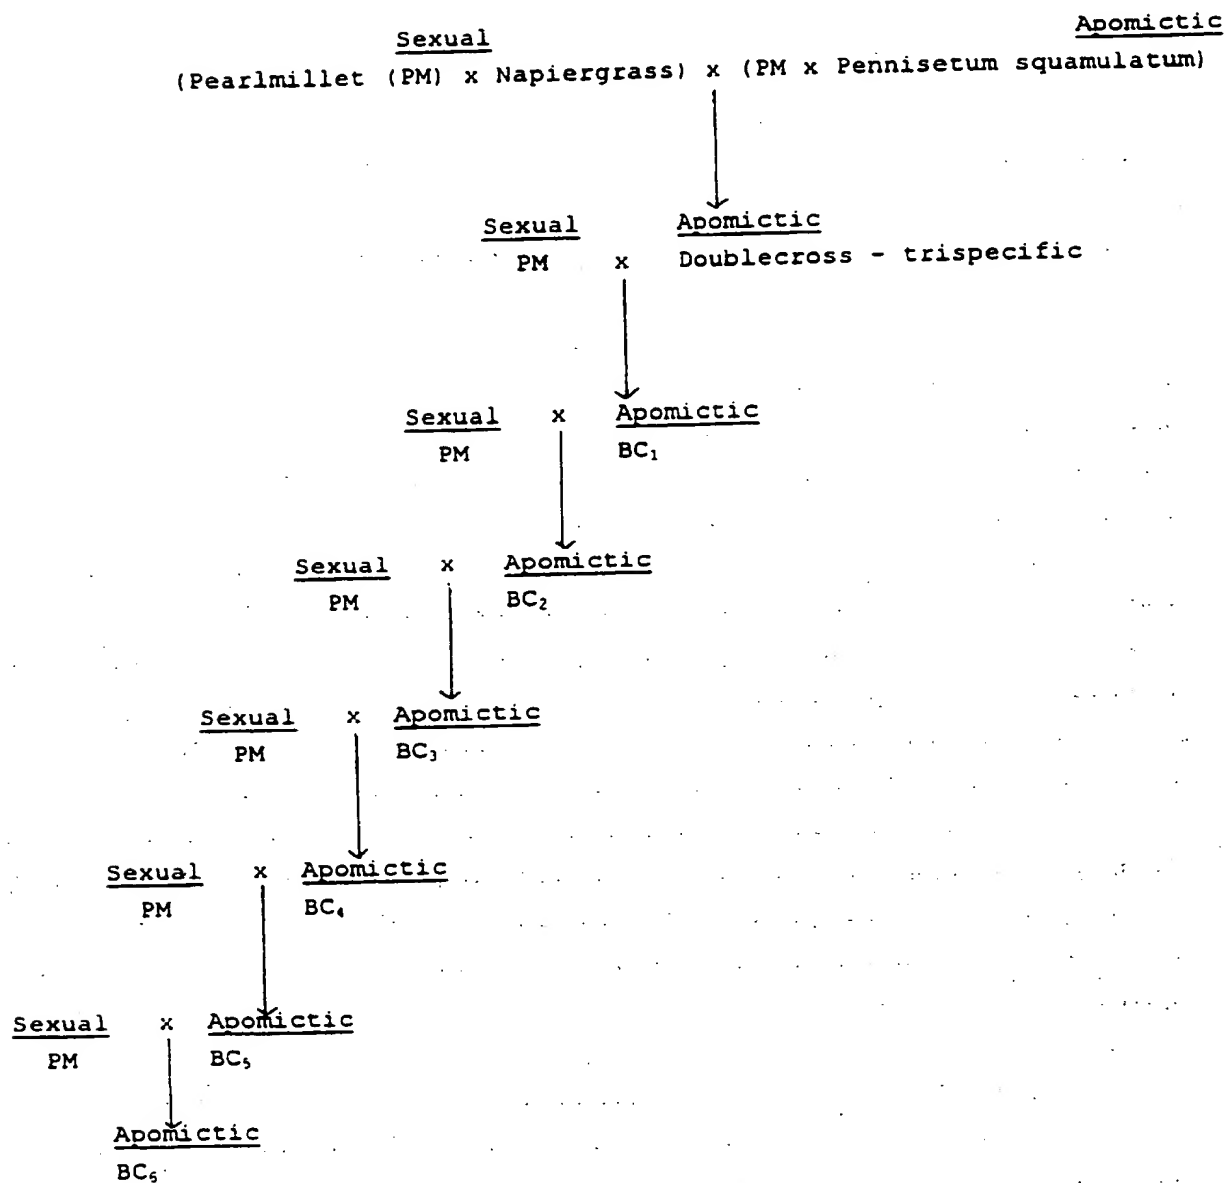 Sexual Apomictic
(Pearlmillet (PM) x Napiergrass) x (PM x Pennisetum squamulatum)
Sexual Apomictic
PM x Doublecross - trispecific
Sexual x Apomictic
PM BC₁
Sexual x Apomictic
PM BC₂
Sexual x Apomictic
PM BC₃
Sexual x Apomictic
PM BC₄
Sexual x Apomictic
PM BC₅
Apomictic
BC₆